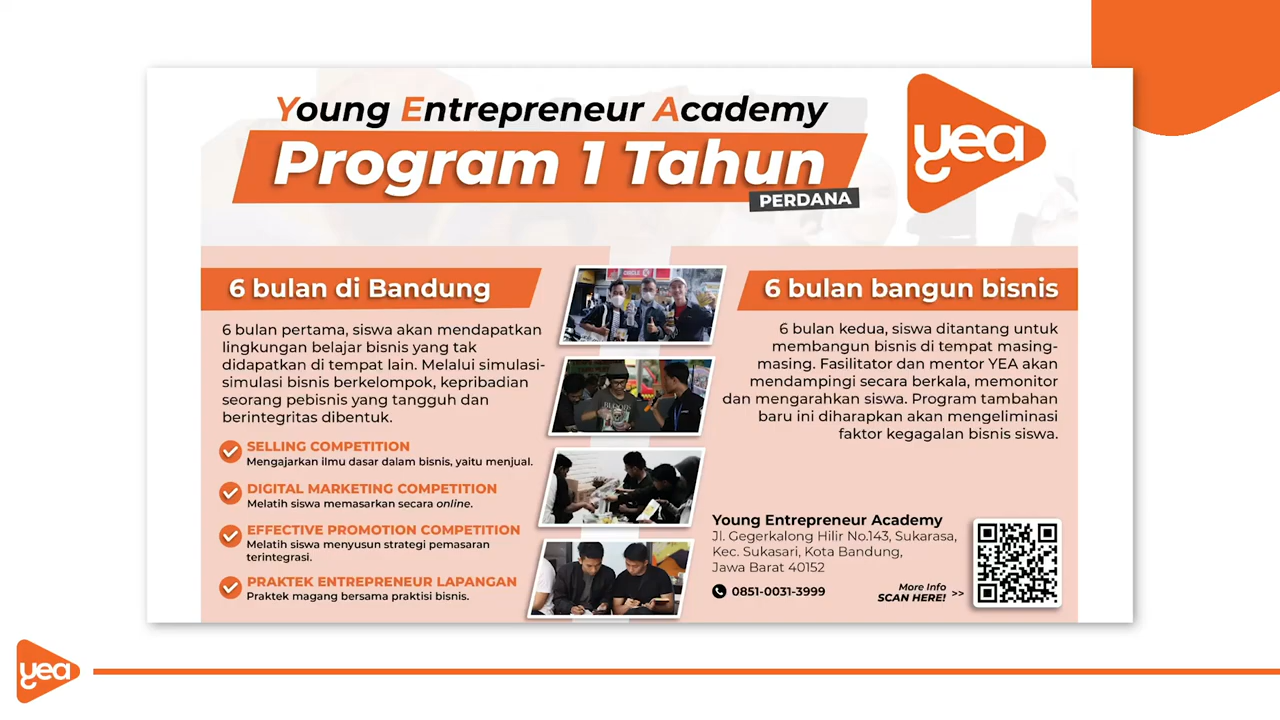 Young Entrepreneur Academy
Program 1 Tahun
PERDANA
yea
6 bulan di Bandung
6 bulan pertama, siswa akan mendapatkan
lingkungan belajar bisnis yang tak
didapatkan di tempat lain. Melalui simulasi-
simulasi bisnis berkelompok, kepribadian
seorang pebisnis yang tangguh dan
berintegritas dibentuk.
SELLING COMPETITION
Mengajarkan ilmu dasar dalam bisnis, yaitu menjual.
DIGITAL MARKETING COMPETITION
Melatih siswa memasarkan secara online.
EFFECTIVE PROMOTION COMPETITION
Melatih siswa menyusun strategi pemasaran
terintegrasi.
PRAKTEK ENTREPRENEUR LAPANGAN
Praktek magang bersama praktisi bisnis.
6 bulan bangun bisnis
6 bulan kedua, siswa ditantang untuk
membangun bisnis di tempat masing-
masing. Fasilitator dan mentor YEA akan
mendampingi secara berkala, memonitor
dan mengarahkan siswa. Program tambahan
baru ini diharapkan akan mengeliminasi
faktor kegagalan bisnis siswa.
Young Entrepreneur Academy
Jl. Gegerkalong Hilir No.143, Sukarasa,
Kec. Sukasari, Kota Bandung,
Jawa Barat 40152
0851-0031-3999
More Info
SCAN HERE! >>
yea